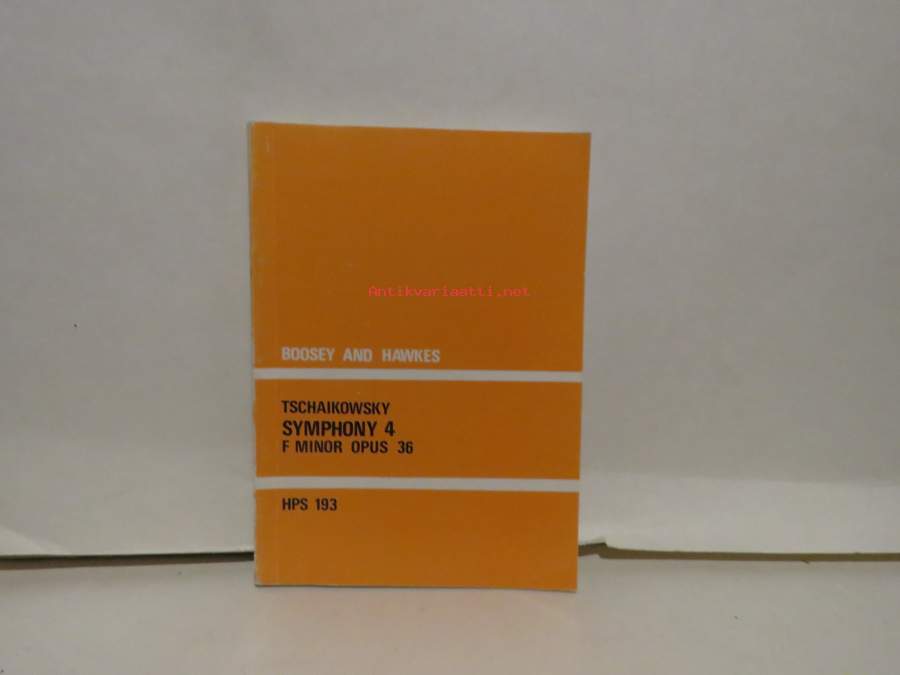 Antikvariaatti.net
BOOSEY AND HAWKES
TSCHAIKOWSKY
SYMPHONY 4
F MINOR OPUS 36
HPS 193